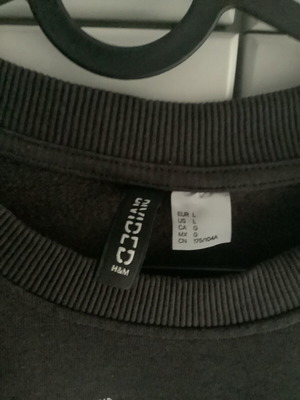 DIVIDED
H&M
EUR L
US L
CA G
MX G
CN 175/104A